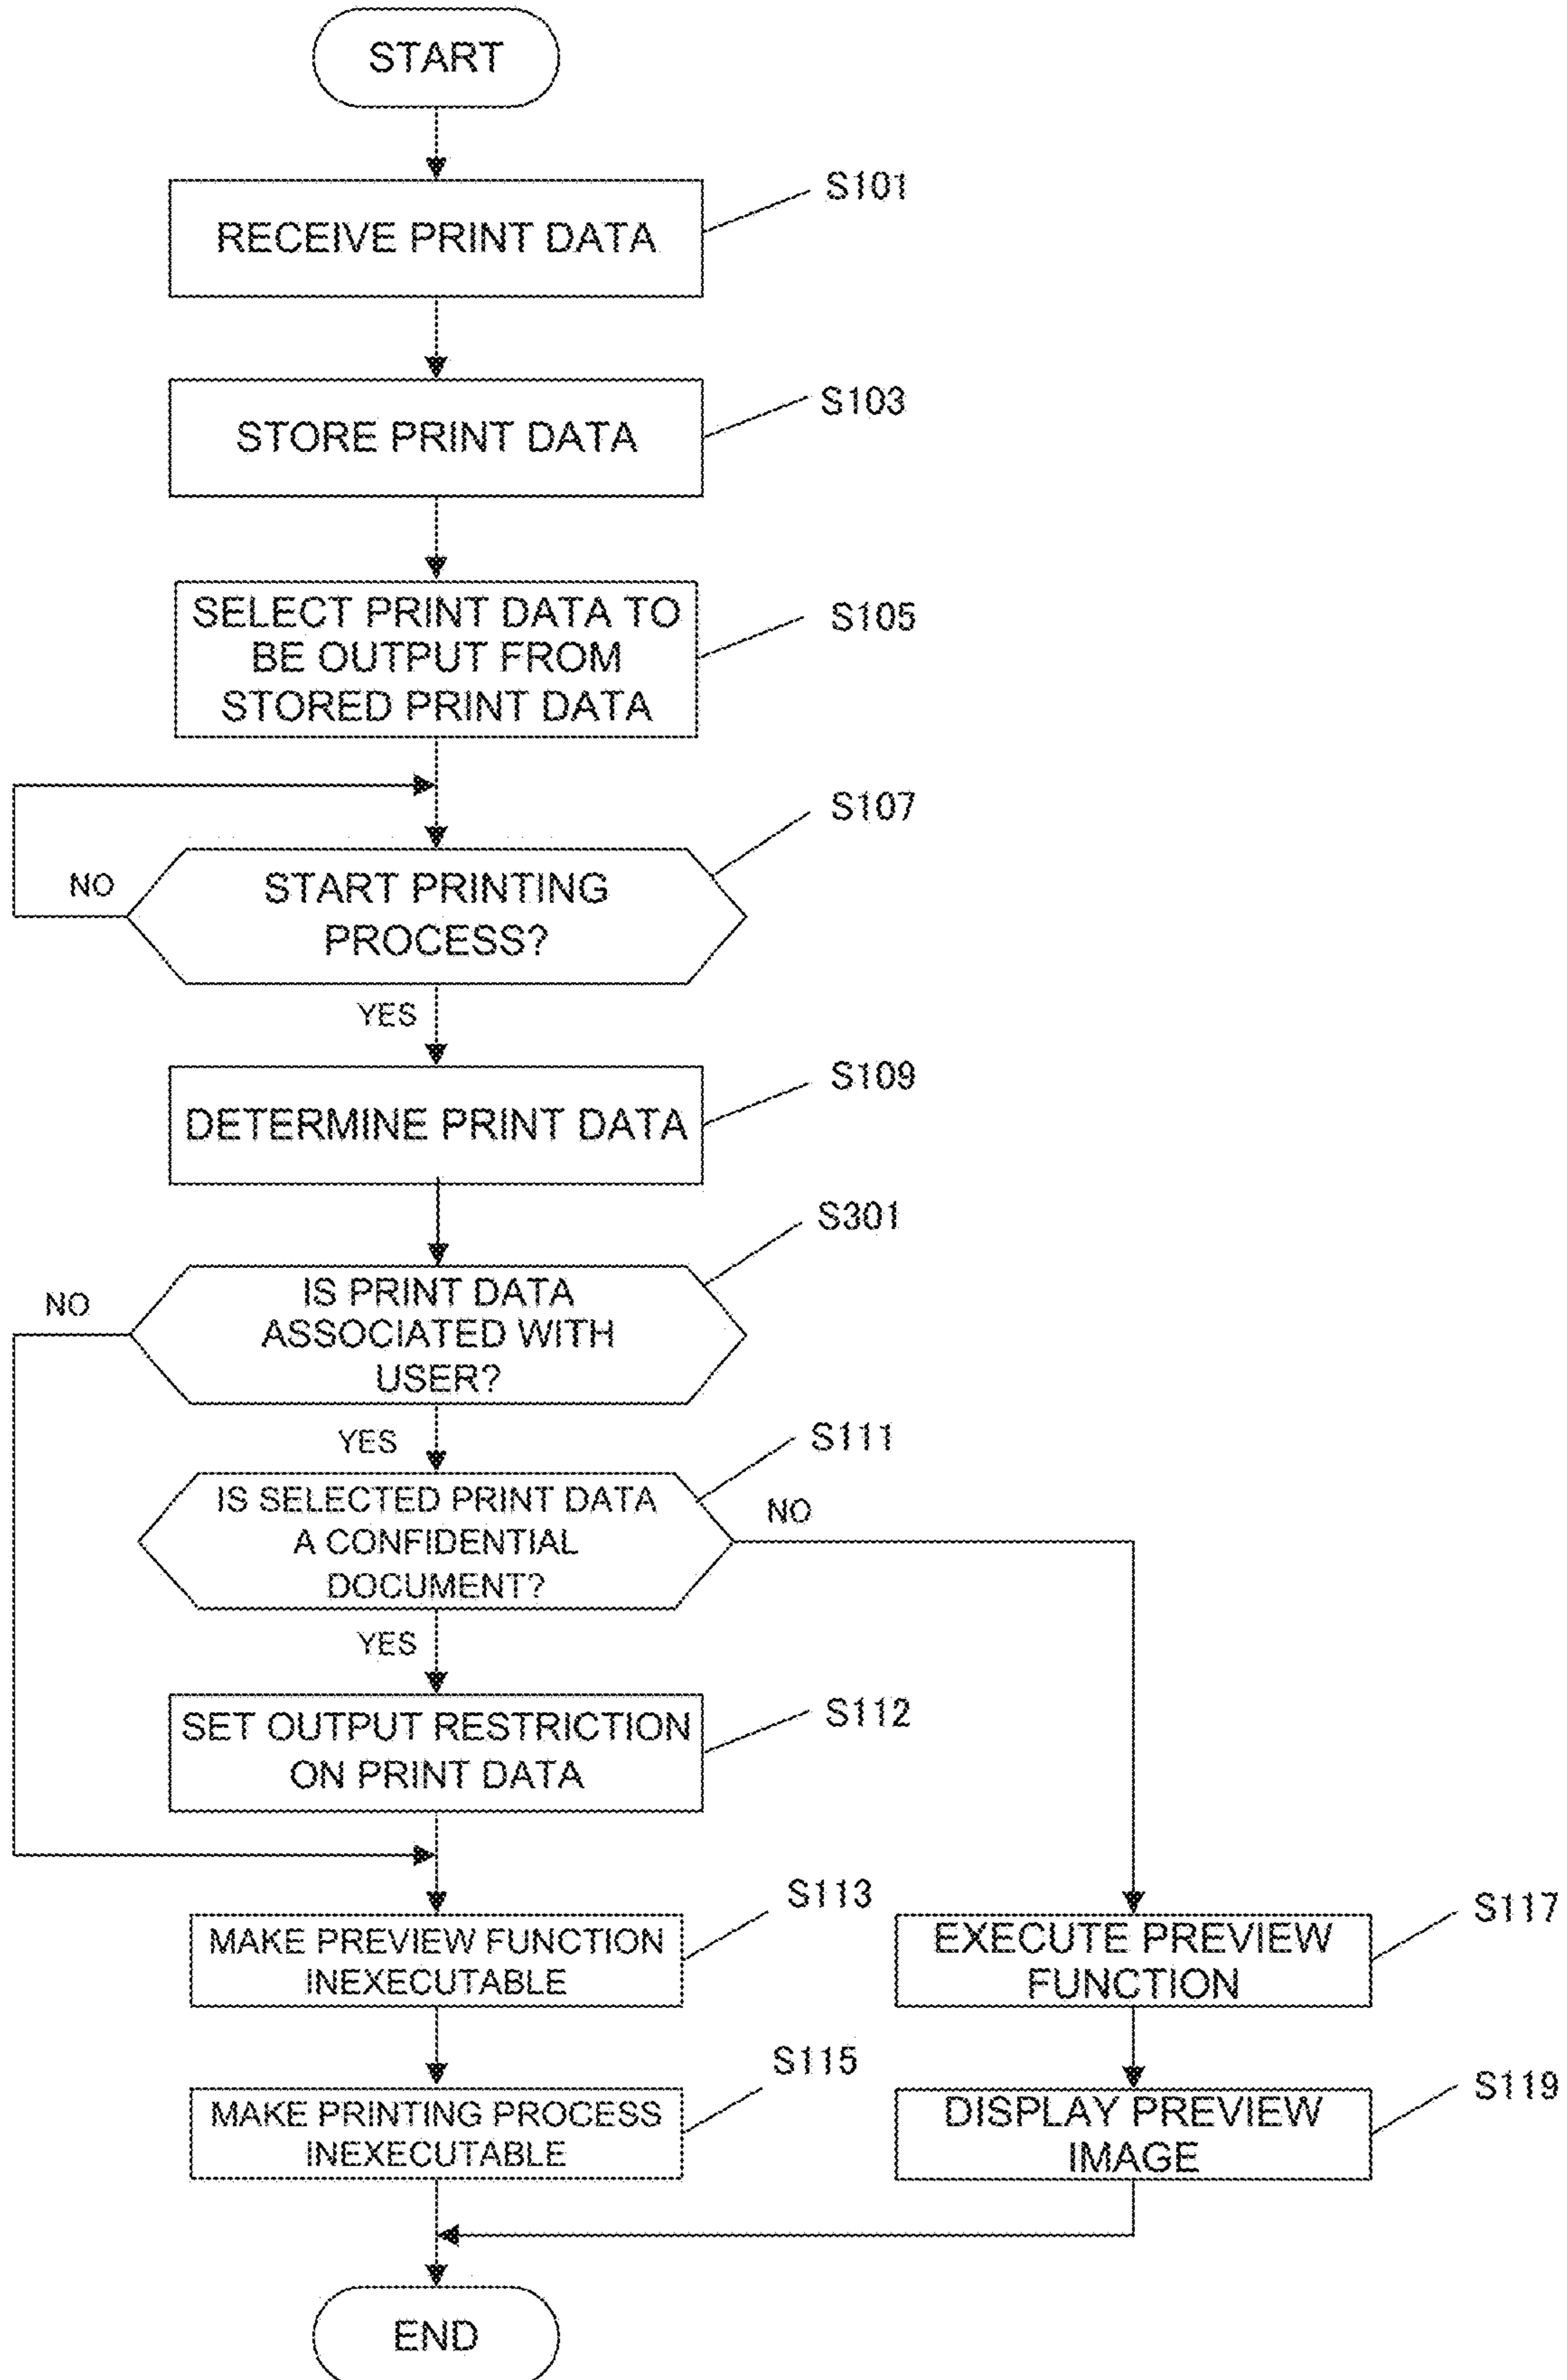 START
S101
RECEIVE PRINT DATA
S103
STORE PRINT DATA
S105
SELECT PRINT DATA TO
BE OUTPUT FROM
STORED PRINT DATA
S107
NO
START PRINTING
PROCESS?
YES
S109
DETERMINE PRINT DATA
S301
NO
IS PRINT DATA
ASSOCIATED WITH
USER?
YES
S111
IS SELECTED PRINT DATA
A CONFIDENTIAL
DOCUMENT?
NO
YES
S112
SET OUTPUT RESTRICTION
ON PRINT DATA
S113
MAKE PREVIEW FUNCTION
INEXECUTABLE
S117
EXECUTE PREVIEW
FUNCTION
S115
MAKE PRINTING PROCESS
INEXECUTABLE
S119
DISPLAY PREVIEW
IMAGE
END